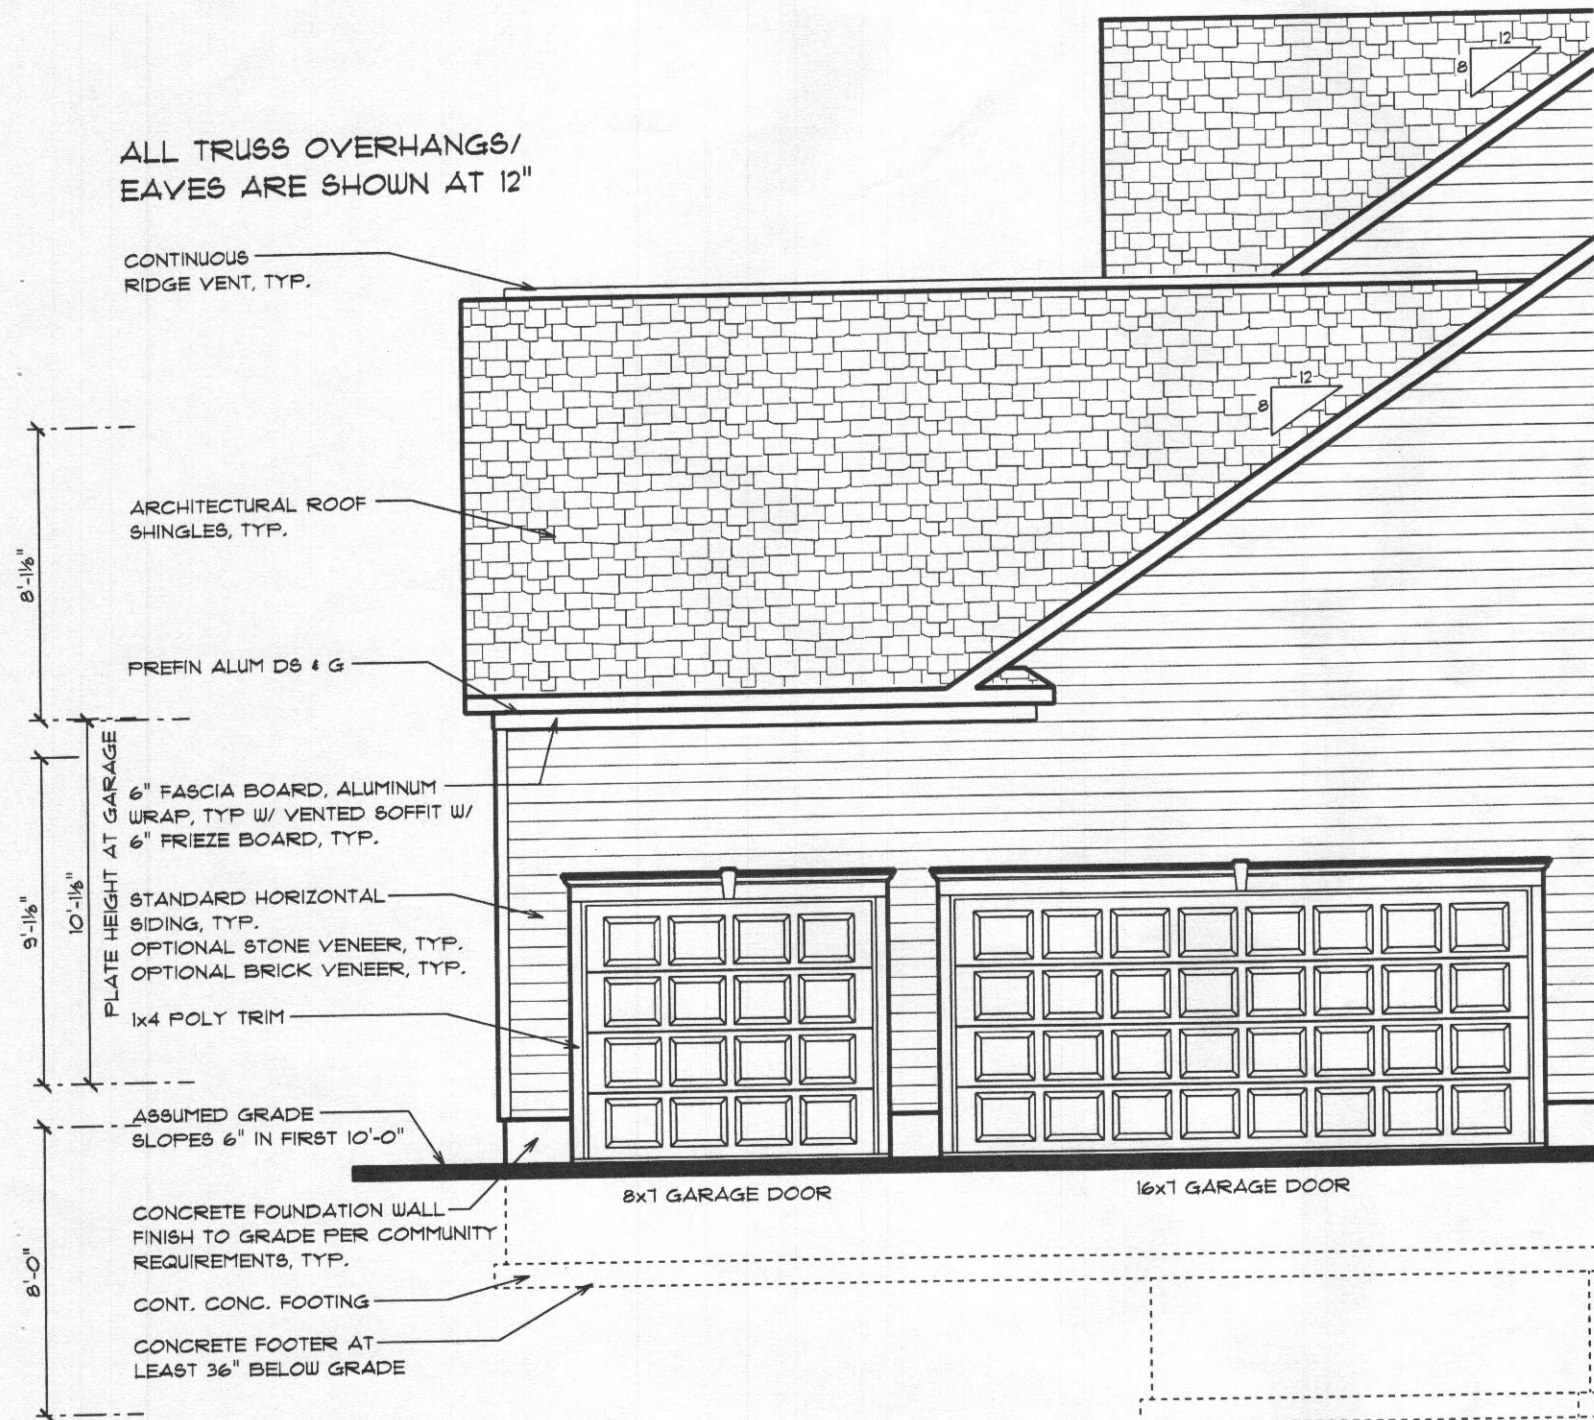 ALL TRUSS OVERHANGS/
EAVES ARE SHOWN AT 12"
12
8
CONTINUOUS
RIDGE VENT, TYP.
12
8
ARCHITECTURAL ROOF
SHINGLES, TYP.
8'-1⅛"
PREFIN ALUM DS & G
PLATE HEIGHT AT GARAGE
6" FASCIA BOARD, ALUMINUM
WRAP, TYP W/ VENTED SOFFIT W/
6" FRIEZE BOARD, TYP.
9'-1⅛"
10'-1⅛"
STANDARD HORIZONTAL
SIDING, TYP.
OPTIONAL STONE VENEER, TYP.
OPTIONAL BRICK VENEER, TYP.
1x4 POLY TRIM
ASSUMED GRADE
SLOPES 6" IN FIRST 10'-0"
8x7 GARAGE DOOR
16x7 GARAGE DOOR
CONCRETE FOUNDATION WALL
FINISH TO GRADE PER COMMUNITY
REQUIREMENTS, TYP.
8'-0"
CONT. CONC. FOOTING
CONCRETE FOOTER AT
LEAST 36" BELOW GRADE